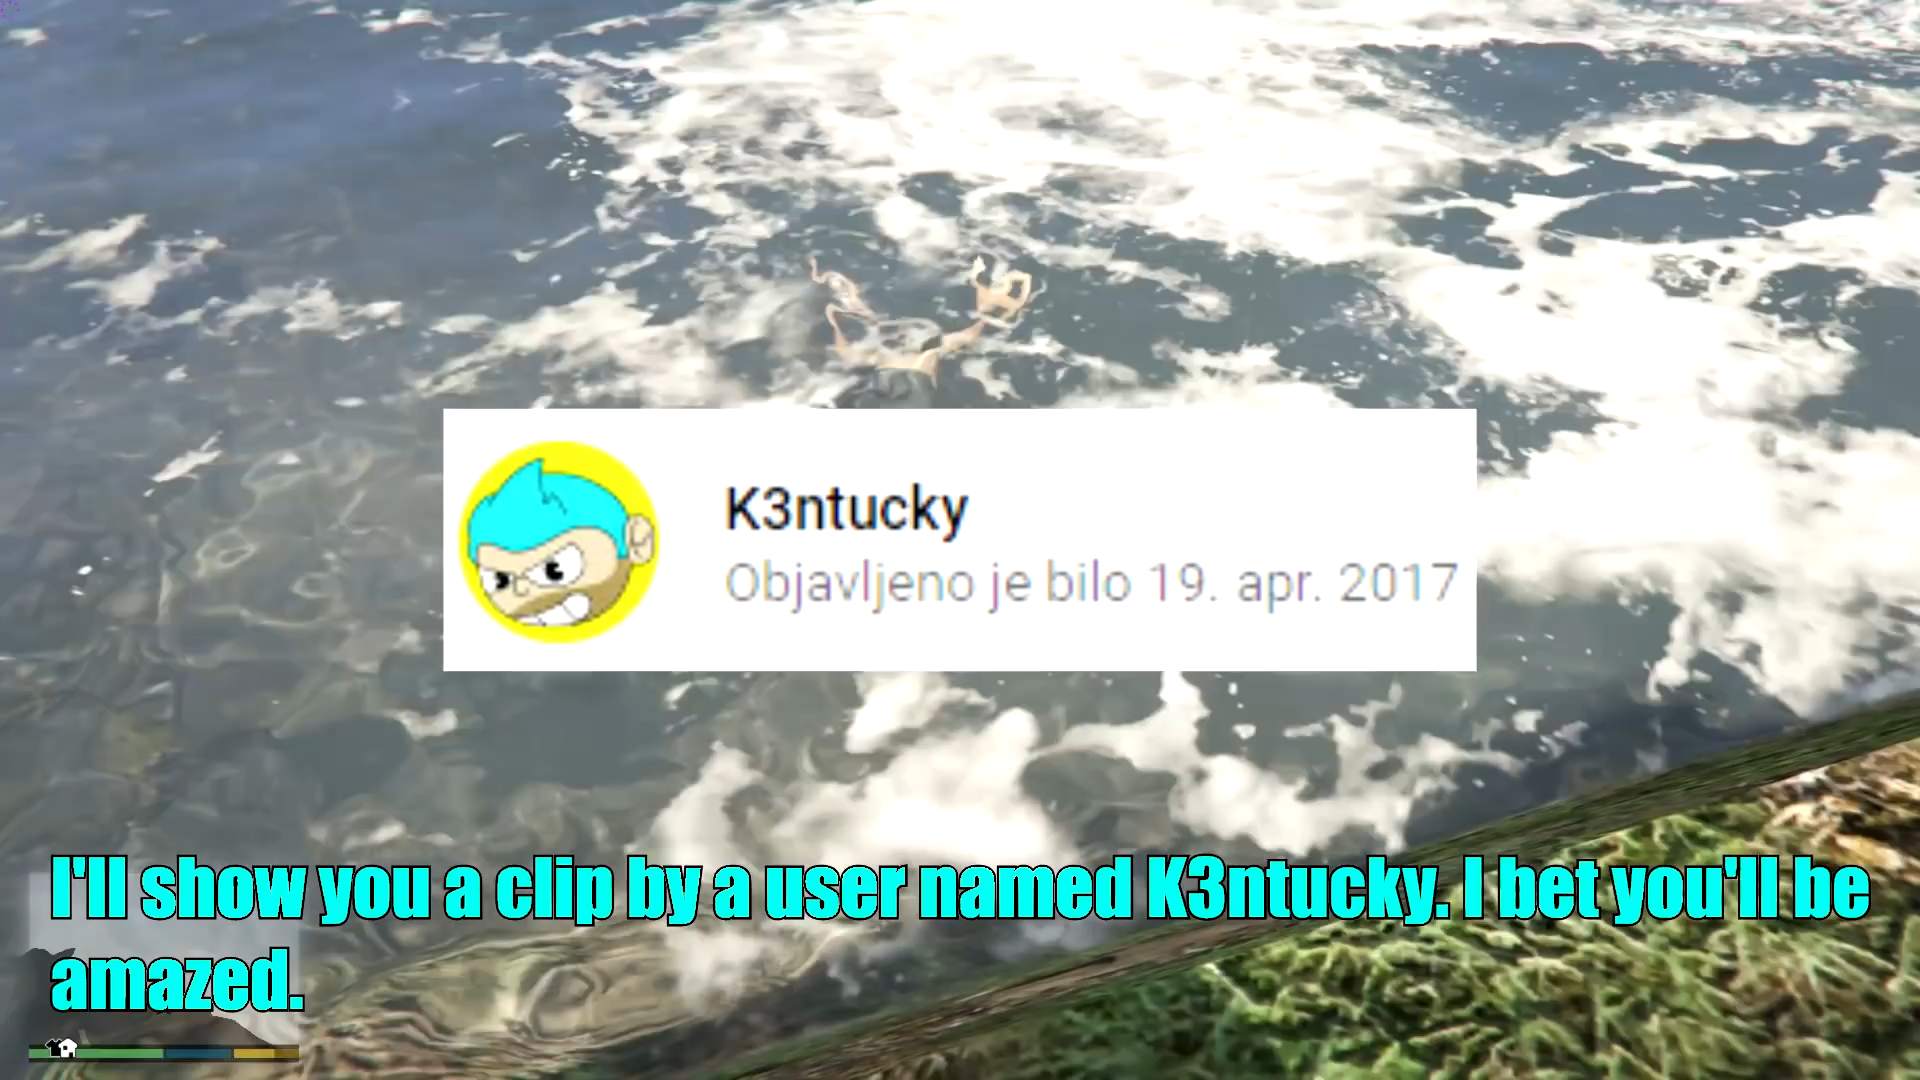 K3ntucky
Objavljeno je bilo 19. apr. 2017
I'll show you a clip by a user named K3ntucky. I bet you'll be
amazed.